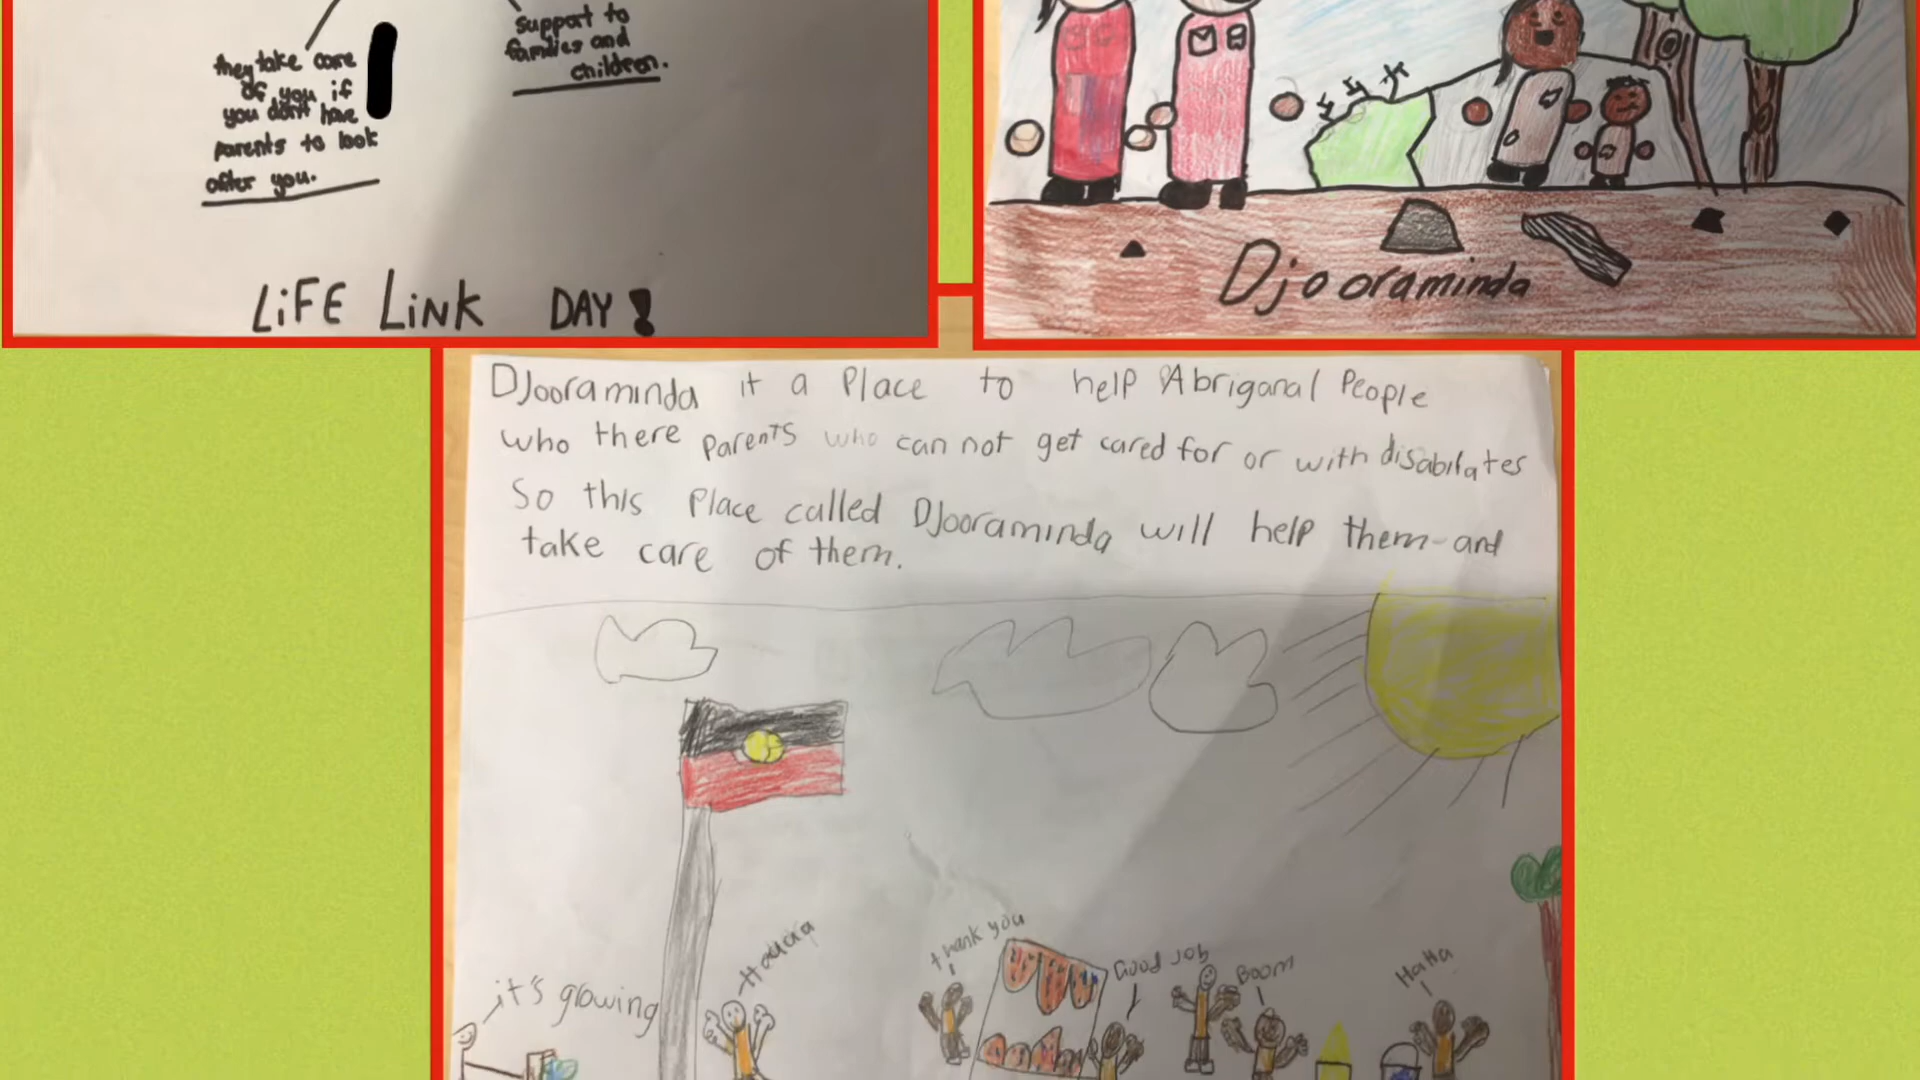 they take care
of you if
you don't have
parents to look
after you.
support to
families and
children.
LiFE LiNK DAY!
Djooraminda
DJooraminda it a Place to help Abriganal People
who there parents who can not get cared for or with disabilates
So this Place called DJooraminda will help them and
take care of them.
it's glowing
thank you
Good Job
Boom
HaHa